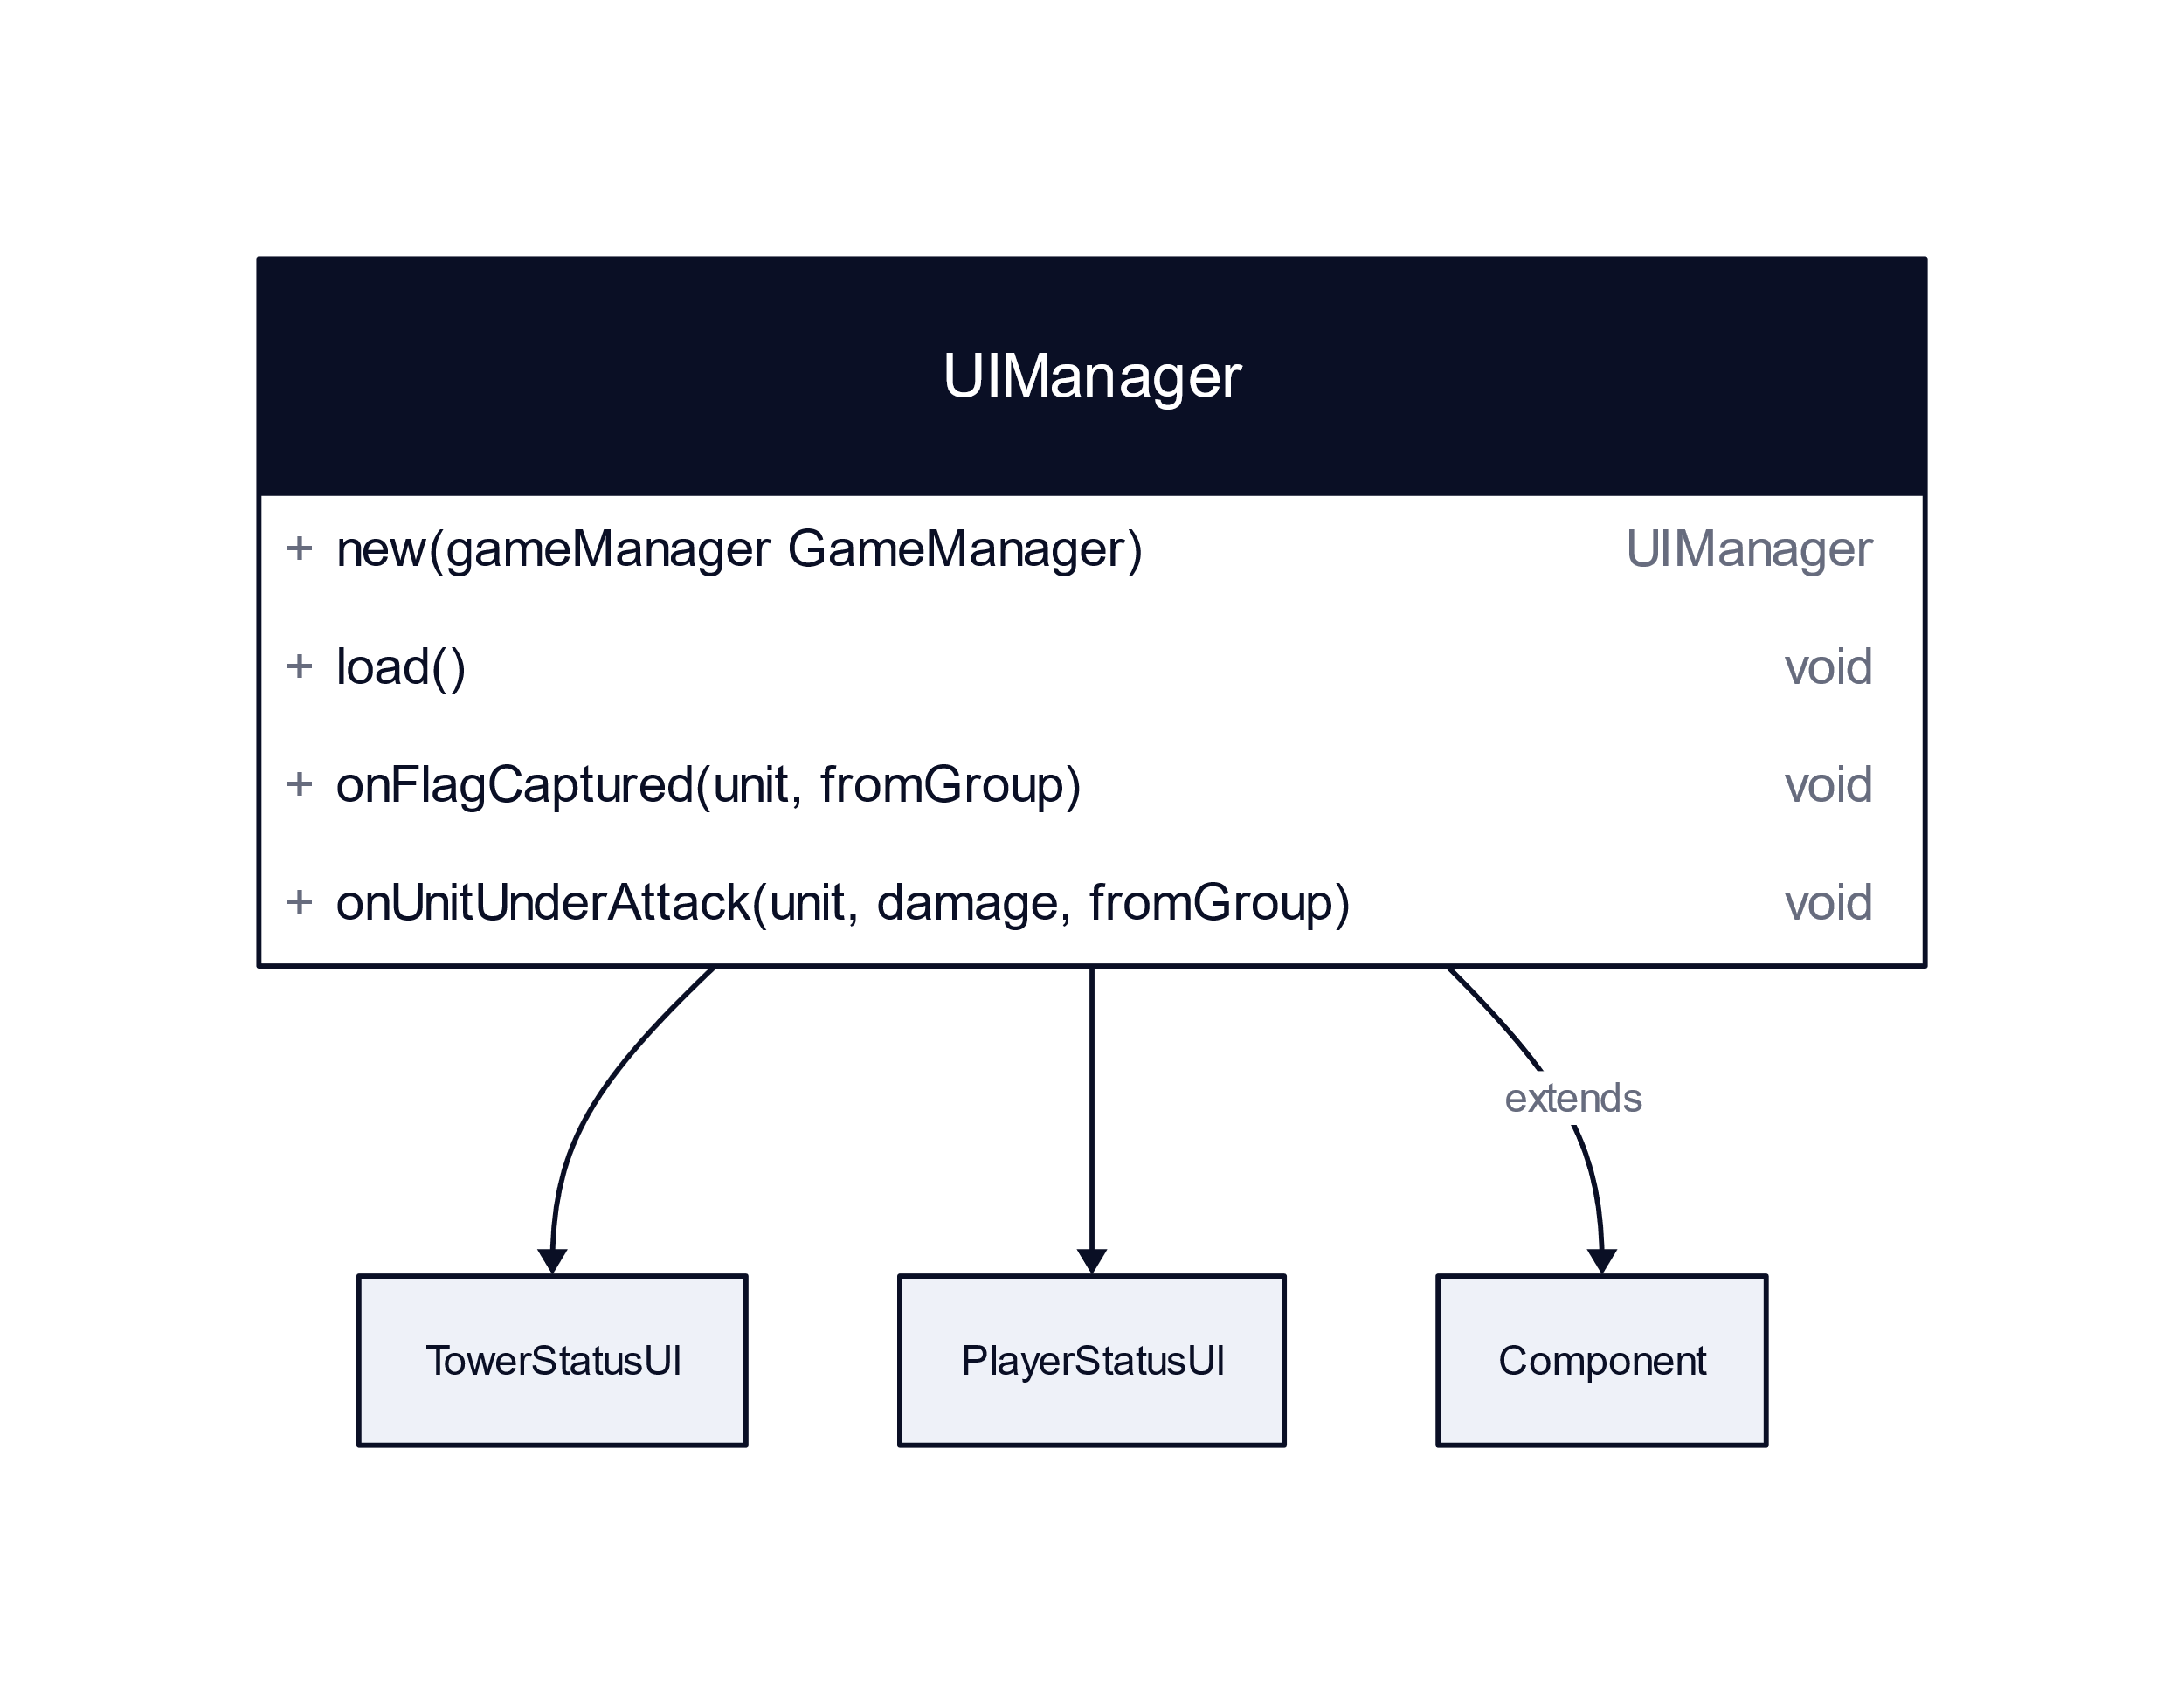 UIManager
+ new(gameManager GameManager) UIManager
+ load() void
+ onFlagCaptured(unit, fromGroup) void
+ onUnitUnderAttack(unit, damage, fromGroup) void
extends
TowerStatusUI
PlayerStatusUI
Component